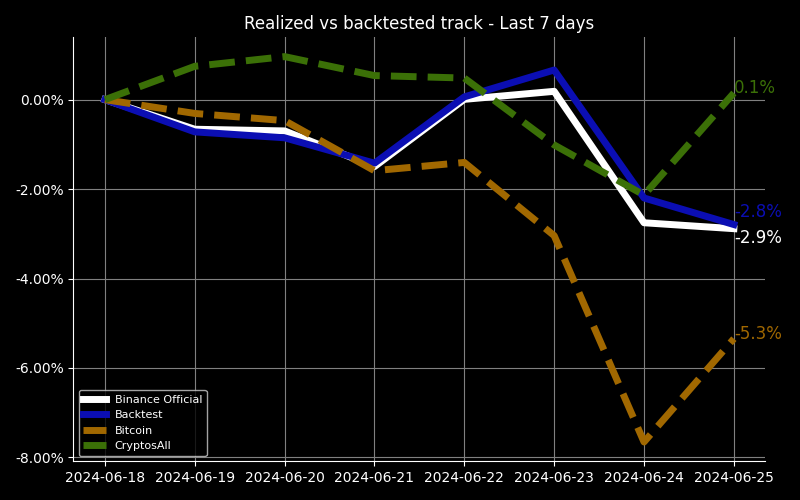 Realized vs backtested track - Last 7 days
0.00%
-2.00%
-4.00%
-6.00%
-8.00%
0.1%
-2.8%
-2.9%
-5.3%
Binance Official
Backtest
Bitcoin
CryptosAll
2024-06-18 2024-06-19 2024-06-20 2024-06-21 2024-06-22 2024-06-23 2024-06-24 2024-06-25